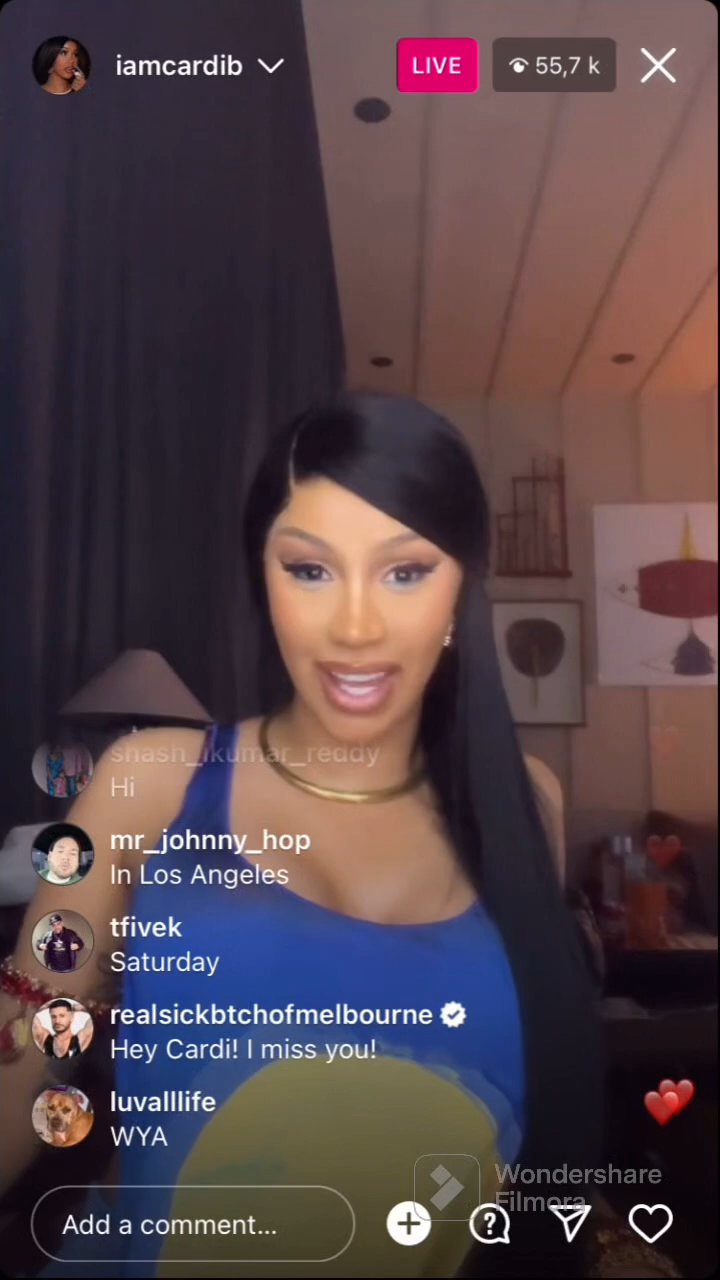 iamcardib
LIVE
55,7 k
shash_ikumar_reddy
Hi
mr_johnny_hop
In Los Angeles
tfivek
Saturday
realsickbtchofmelbourne
Hey Cardi! I miss you!
luvalllife
WYA
Wondershare
Filmora
Add a comment...